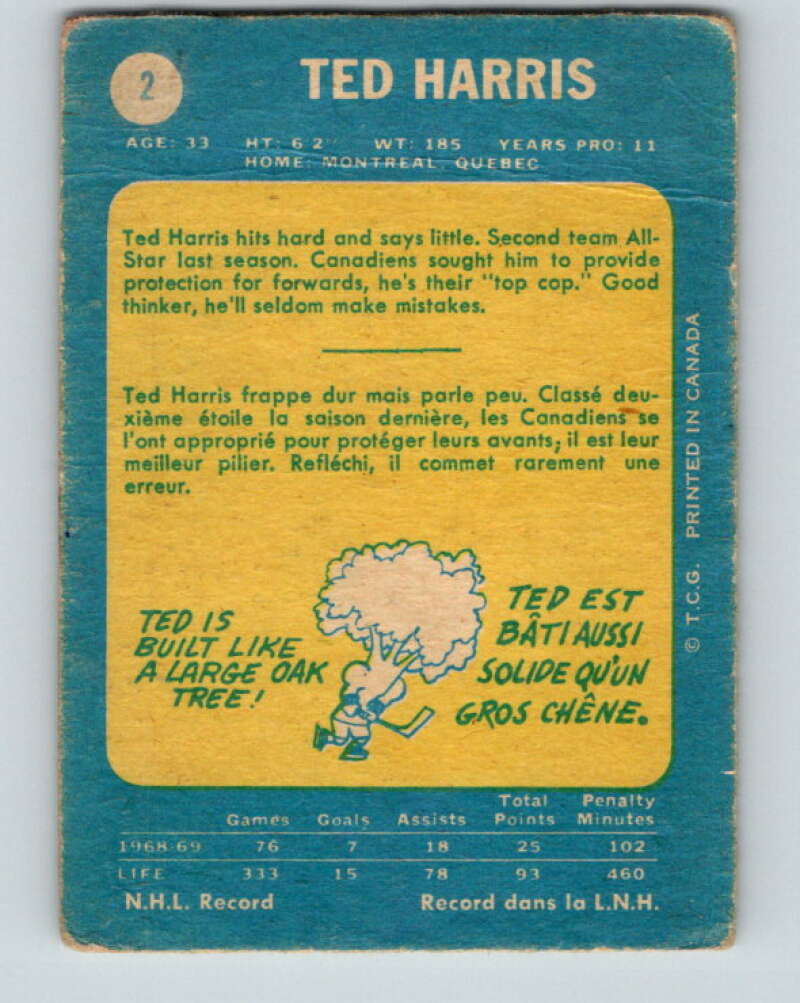 2
TED HARRIS
AGE: 33 HT: 6 2" WT: 185 YEARS PRO: 11
HOME: MONTREAL, QUEBEC
Ted Harris hits hard and says little. Second team All-
Star last season. Canadiens sought him to provide
protection for forwards, he's their "top cop." Good
thinker, he'll seldom make mistakes.
Ted Harris frappe dur mais parle peu. Classé deu-
xième étoile la saison dernière, les Canadiens se
l'ont approprié pour protéger leurs avants; il est leur
meilleur pilier. Refléchi, il commet rarement une
erreur.
TED IS
BUILT LIKE
A LARGE OAK
TREE!
TED EST
BÂTI AUSSI
SOLIDE QU'UN
GROS CHÊNE.
© T.C.G. PRINTED IN CANADA
Games Goals Assists Total Points Penalty Minutes
1968-69 76 7 18 25 102
LIFE 333 15 78 93 460
N.H.L. Record Record dans la L.N.H.